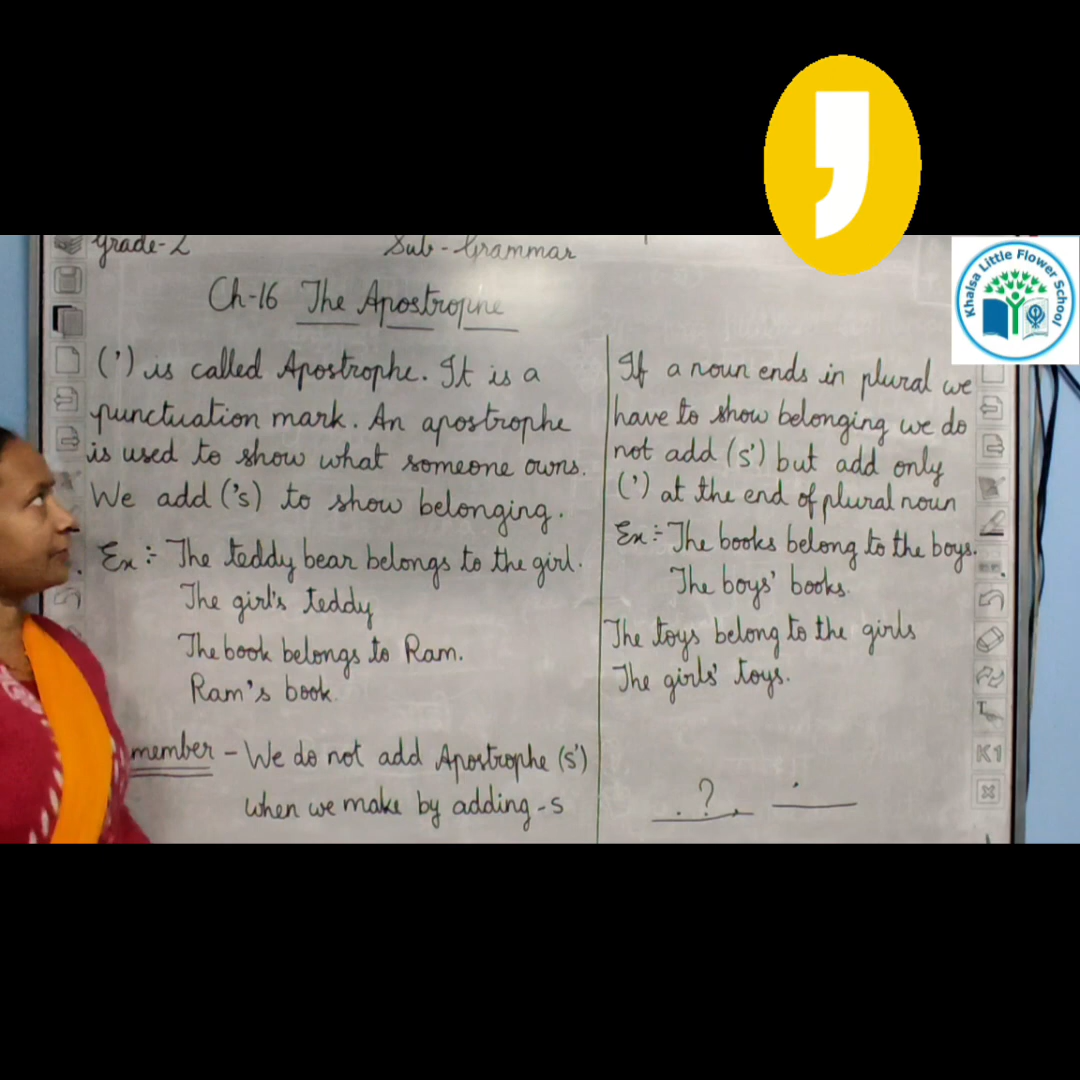 Grade-2 Sub-Grammar
Ch-16 The Apostrophe
(') is called Apostrophe. It is a
punctuation mark. An apostrophe
is used to show what someone owns.
We add ('s) to show belonging.
Ex:- The teddy bear belongs to the girl.
The girl's teddy
The book belongs to Ram.
Ram's book.
member - We do not add Apostrophe (s')
when we make by adding -s
If a noun ends in plural we
have to show belonging we do
not add (s') but add only
(') at the end of plural noun
Ex:- The books belong to the boys.
The boys' books.
The toys belong to the girls
The girls' toys.
. ? , '
,
Khalsa Little Flower School
T
K1